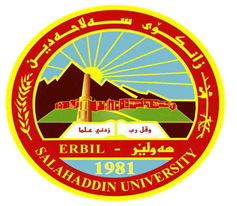 زانكۆی سەلاحەدین
وقل رب زدني علما
ERBIL - هەولێر
1981
SALAHADDIN UNIVERSITY